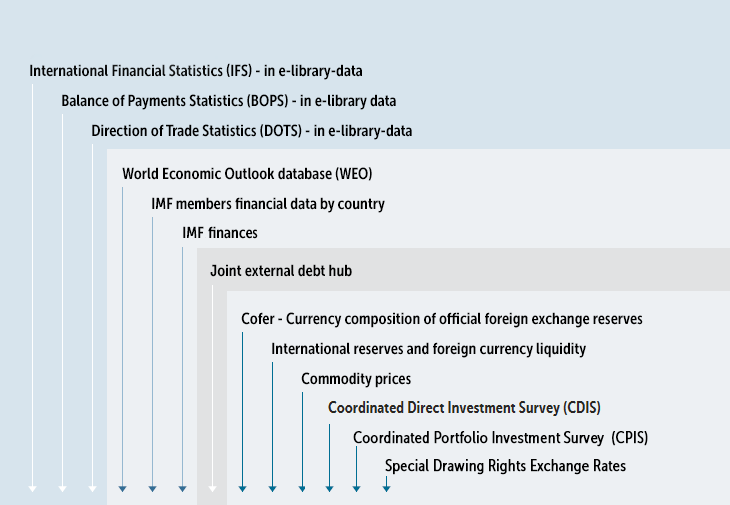 International Financial Statistics (IFS) - in e-library-data
Balance of Payments Statistics (BOPS) - in e-library data
Direction of Trade Statistics (DOTS) - in e-library-data
World Economic Outlook database (WEO)
IMF members financial data by country
IMF finances
Joint external debt hub
Cofer - Currency composition of official foreign exchange reserves
International reserves and foreign currency liquidity
Commodity prices
Coordinated Direct Investment Survey (CDIS)
Coordinated Portfolio Investment Survey (CPIS)
Special Drawing Rights Exchange Rates